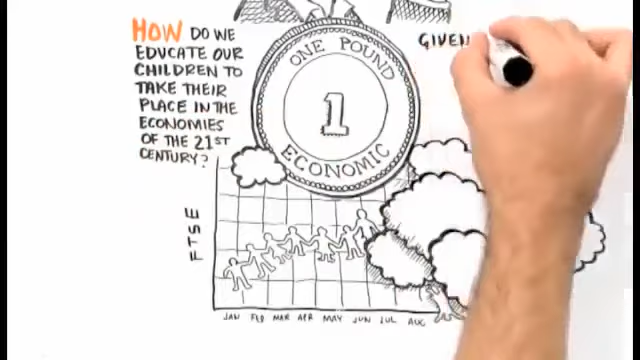 HOW DO WE
EDUCATE OUR
CHILDREN TO
TAKE THEIR
PLACE IN THE
ECONOMIES
OF THE 21ST
CENTURY?
ONE POUND
1
ECONOMIC
GIVEN
FTSE
JAN FEB MAR APR MAY JUN JUL AUG